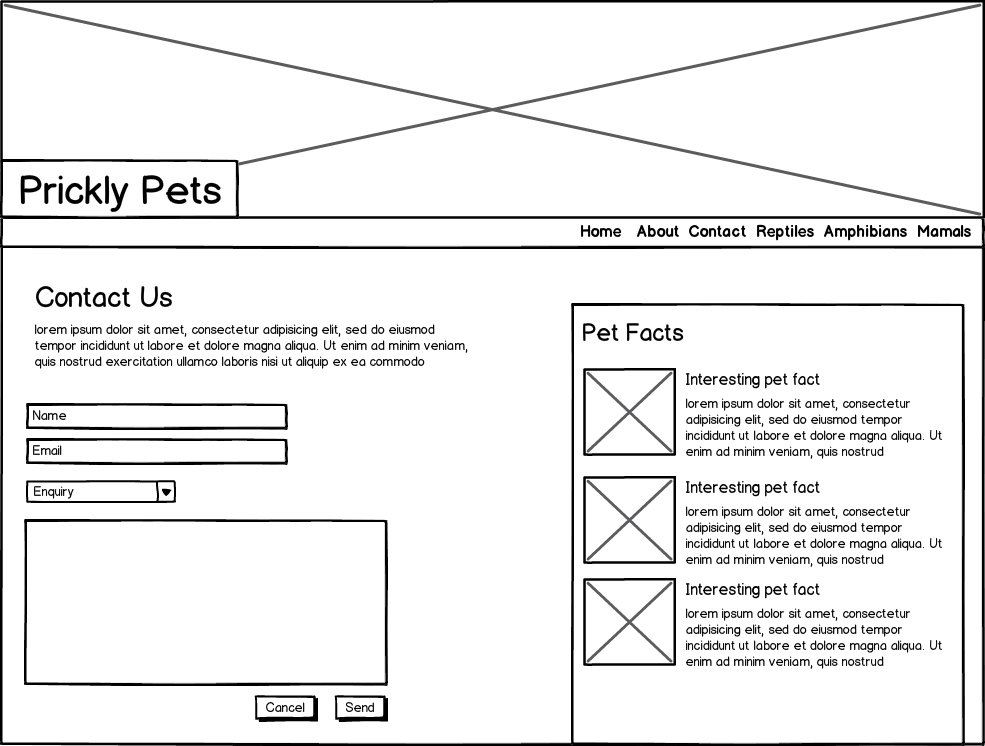 Prickly Pets
Home About Contact Reptiles Amphibians Mamals
Contact Us
lorem ipsum dolor sit amet, consectetur adipisicing elit, sed do eiusmod
tempor incididunt ut labore et dolore magna aliqua. Ut enim ad minim veniam,
quis nostrud exercitation ullamco laboris nisi ut aliquip ex ea commodo
Name
Email
Enquiry
Cancel Send
Pet Facts
Interesting pet fact
lorem ipsum dolor sit amet, consectetur
adipisicing elit, sed do eiusmod tempor
incididunt ut labore et dolore magna aliqua. Ut
enim ad minim veniam, quis nostrud
Interesting pet fact
lorem ipsum dolor sit amet, consectetur
adipisicing elit, sed do eiusmod tempor
incididunt ut labore et dolore magna aliqua. Ut
enim ad minim veniam, quis nostrud
Interesting pet fact
lorem ipsum dolor sit amet, consectetur
adipisicing elit, sed do eiusmod tempor
incididunt ut labore et dolore magna aliqua. Ut
enim ad minim veniam, quis nostrud